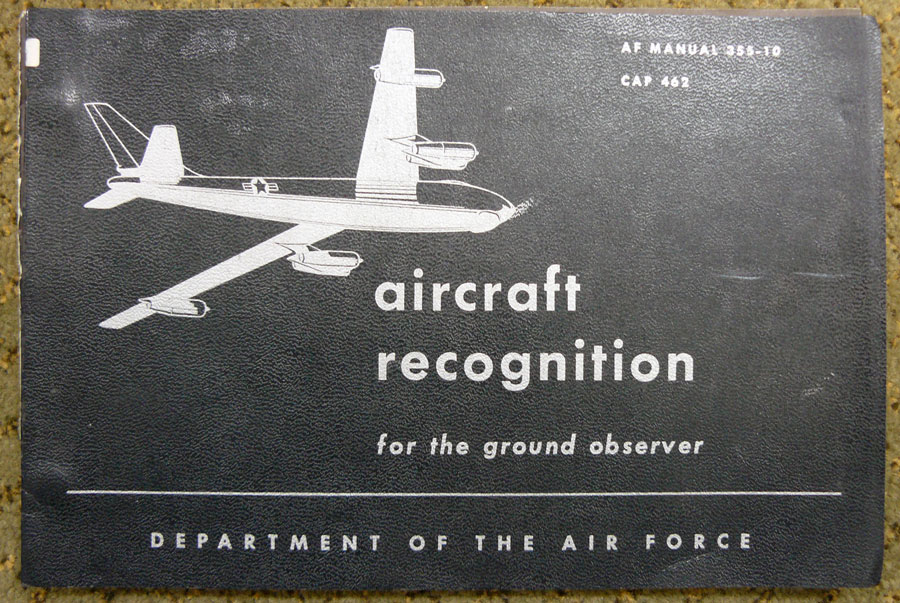 AF MANUAL 355-10
CAP 462
aircraft
recognition
for the ground observer
DEPARTMENT OF THE AIR FORCE